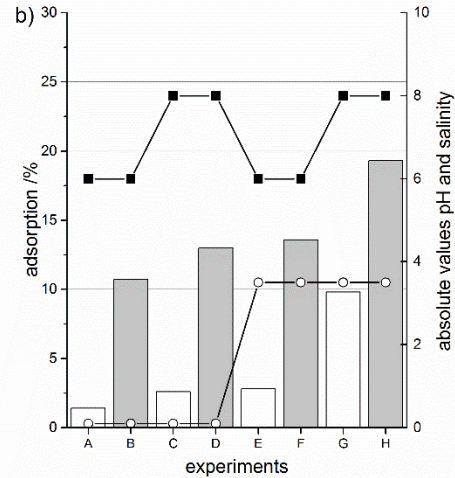 b)
30
25
20
15
10
5
0
adsorption /%
10
8
6
4
2
0
absolute values pH and salinity
A B C D E F G H
experiments